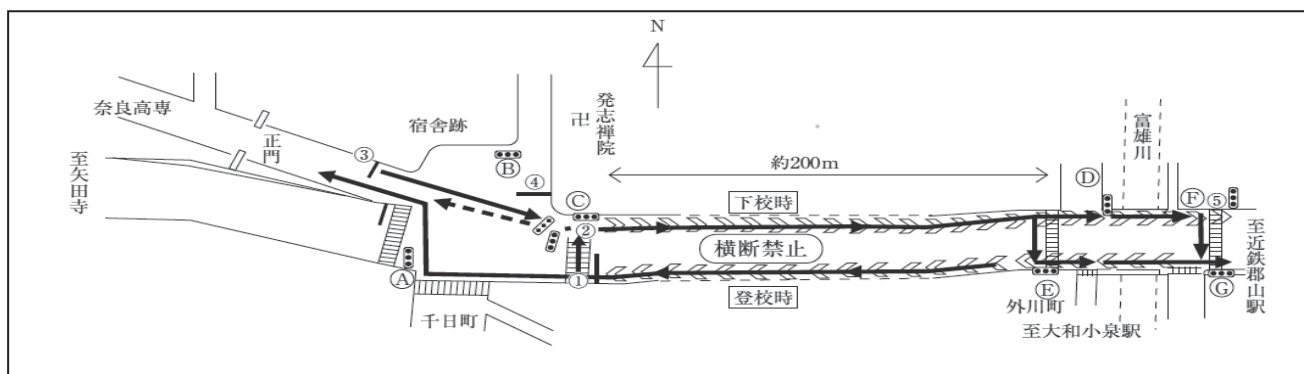 N
奈良高専
正門
至矢田寺
宿舎跡
発志禅院
卍
約200m
富雄川
③
Ⓑ
④
Ⓒ
②
下校時
横断禁止
登校時
Ⓓ
Ⓕ
⑤
至近鉄郡山駅
Ⓐ
①
千日町
Ⓔ
外川町
至大和小泉駅
Ⓖ